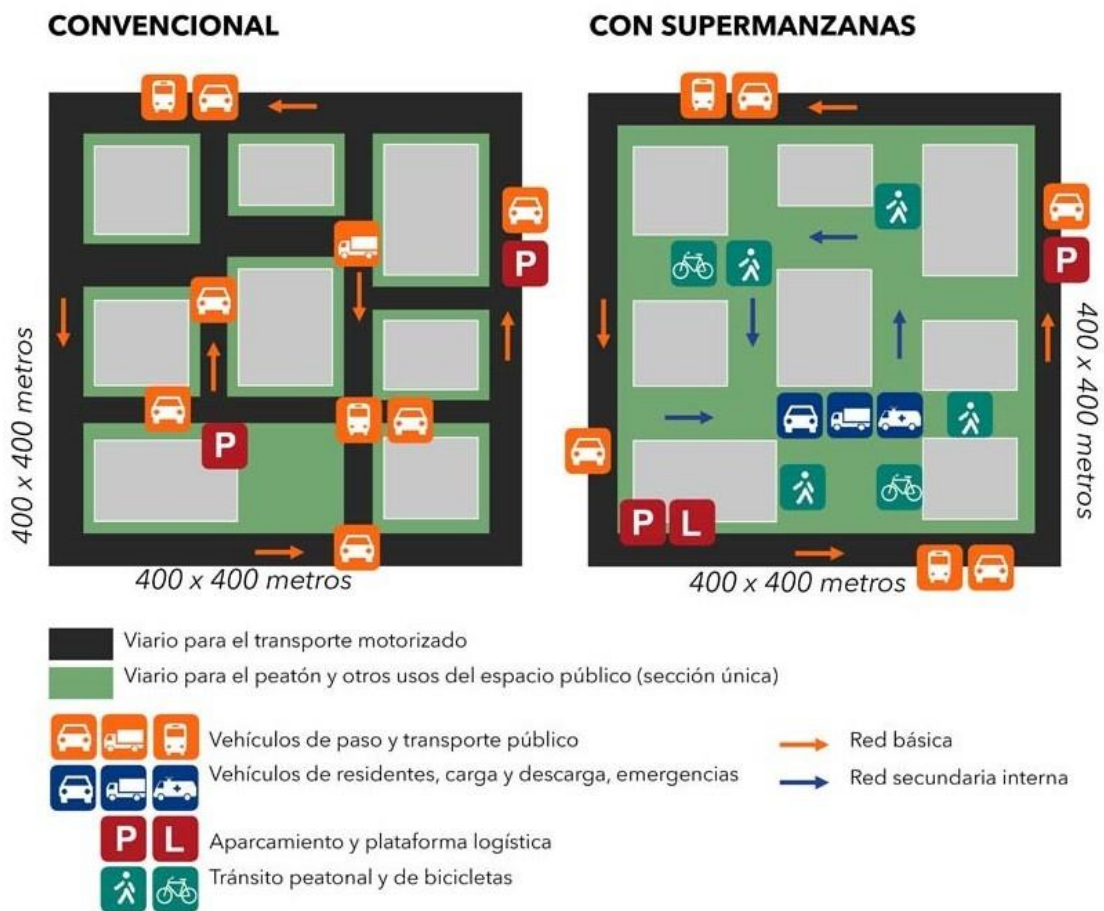 CONVENCIONAL
CON SUPERMANZANAS
P
P
P
P L
400 x 400 metros
400 x 400 metros
400 x 400 metros
400 x 400 metros
Viario para el transporte motorizado
Viario para el peatón y otros usos del espacio público (sección única)
Vehículos de paso y transporte público
Red básica
Vehículos de residentes, carga y descarga, emergencias
Red secundaria interna
P L
Aparcamiento y plataforma logística
Tránsito peatonal y de bicicletas